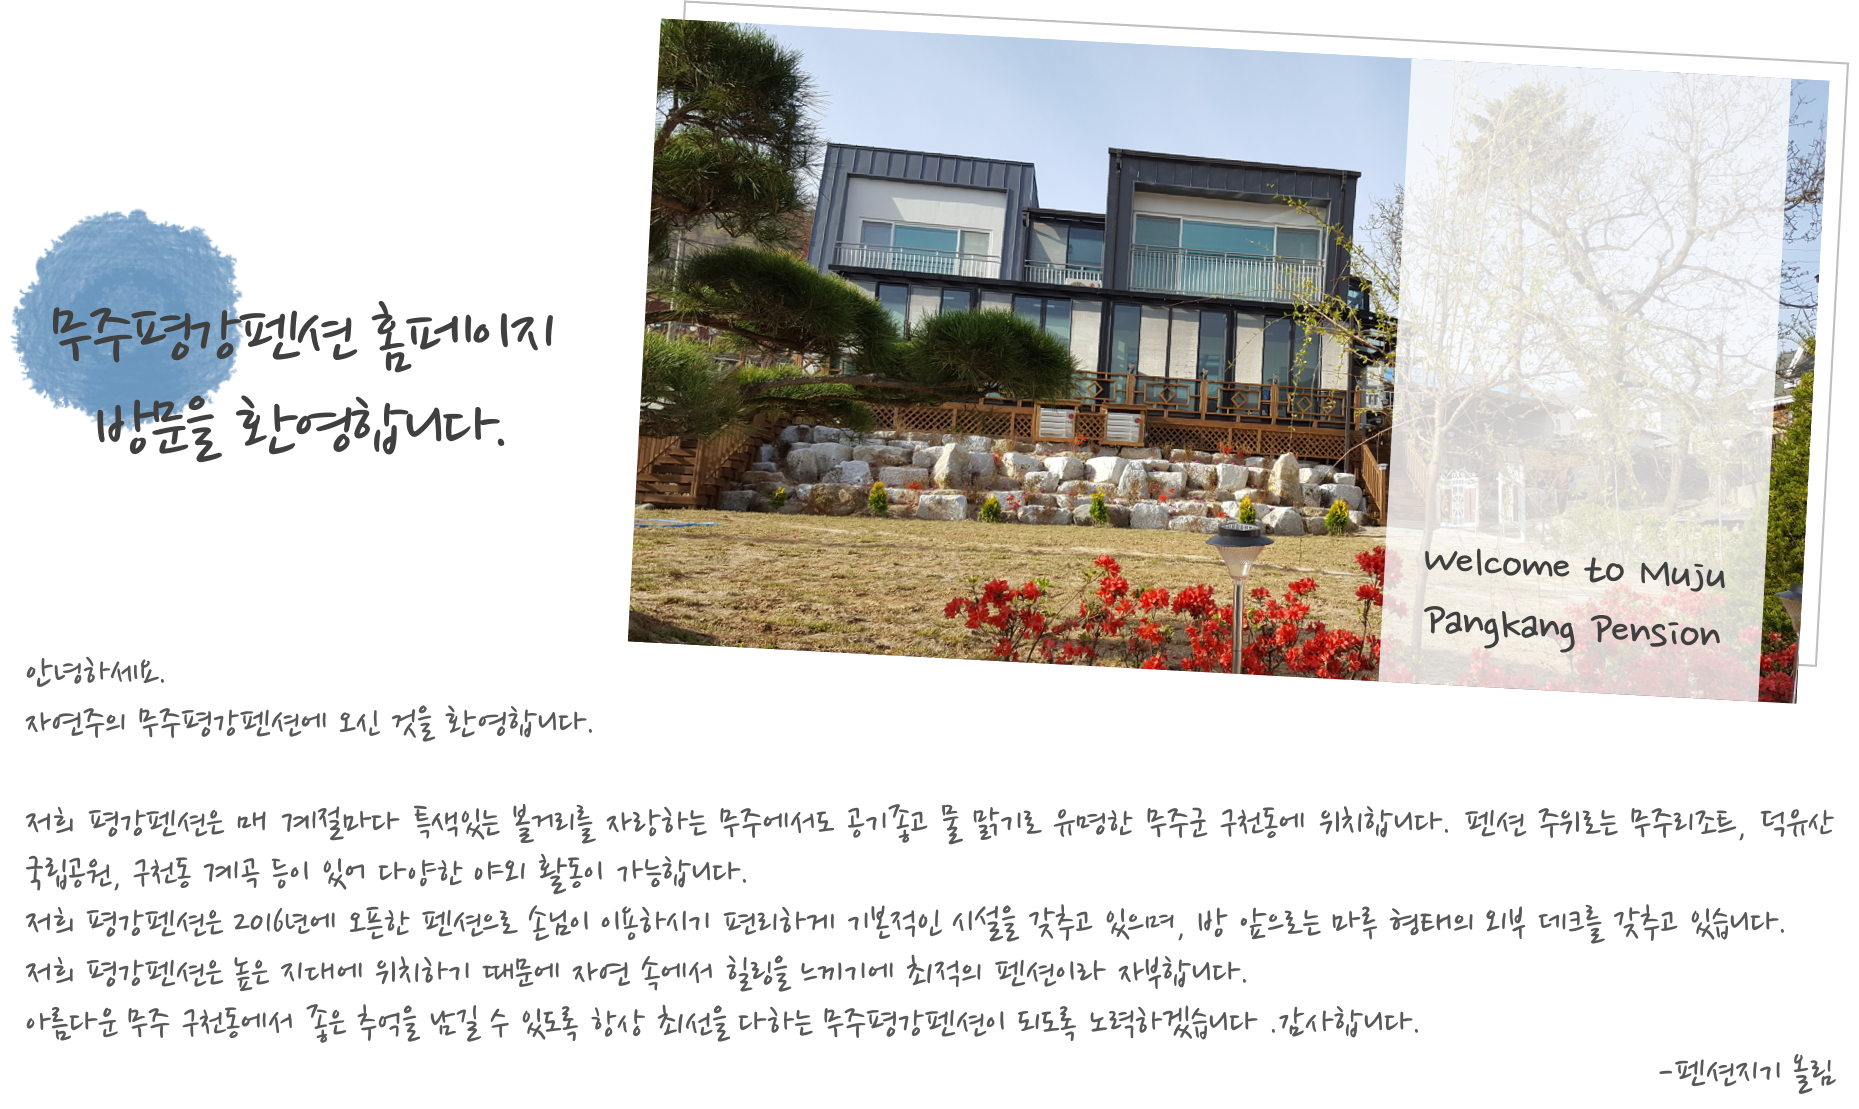 무주평강펜션 홈페이지
방문을 환영합니다.
Welcome to Muju
Pangkang Pension
안녕하세요.
자연주의 무주평강펜션에 오신 것을 환영합니다.
저희 평강펜션은 매 계절마다 특색있는 볼거리를 자랑하는 무주에서도 공기좋고 물 맑기로 유명한 무주군 구천동에 위치합니다. 펜션 주위로는 무주리조트, 덕유산
국립공원, 구천동 계곡 등이 있어 다양한 야외 활동이 가능합니다.
저희 평강펜션은 2016년에 오픈한 펜션으로 손님이 이용하시기 편리하게 기본적인 시설을 갖추고 있으며, 방 앞으로는 마루 형태의 외부 데크를 갖추고 있습니다.
저희 평강펜션은 높은 지대에 위치하기 때문에 자연 속에서 힐링을 느끼기에 최적의 펜션이라 자부합니다.
아름다운 무주 구천동에서 좋은 추억을 남길 수 있도록 항상 최선을 다하는 무주평강펜션이 되도록 노력하겠습니다 .감사합니다.
-펜션지기 올림